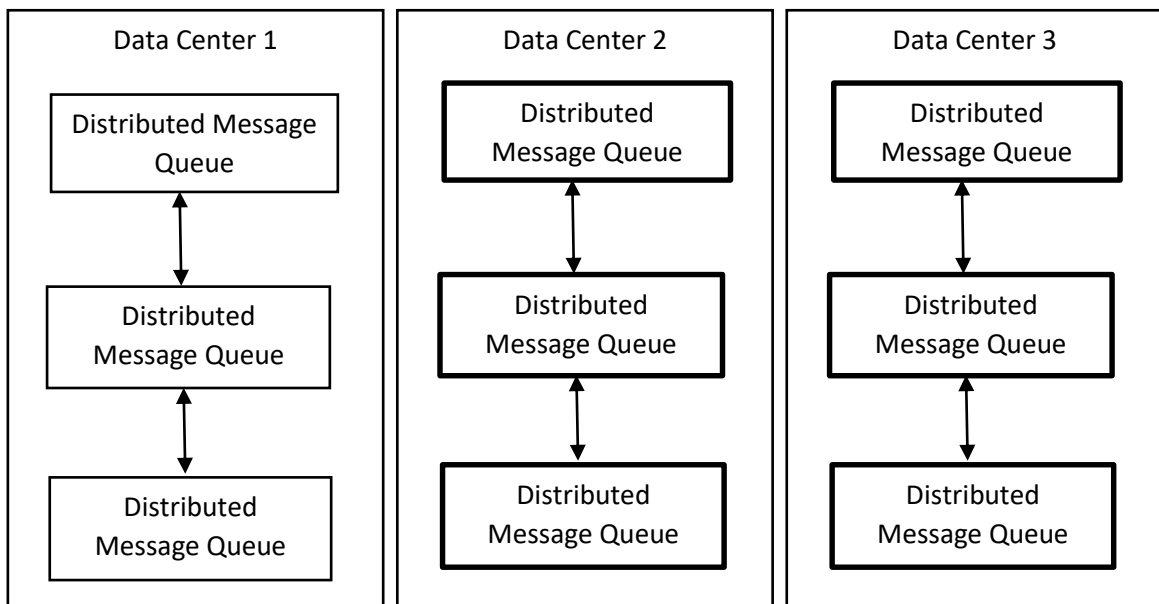 Data Center 1
Distributed Message
Queue
Distributed
Message Queue
Distributed
Message Queue
Data Center 2
Distributed
Message Queue
Distributed
Message Queue
Distributed
Message Queue
Data Center 3
Distributed
Message Queue
Distributed
Message Queue
Distributed
Message Queue